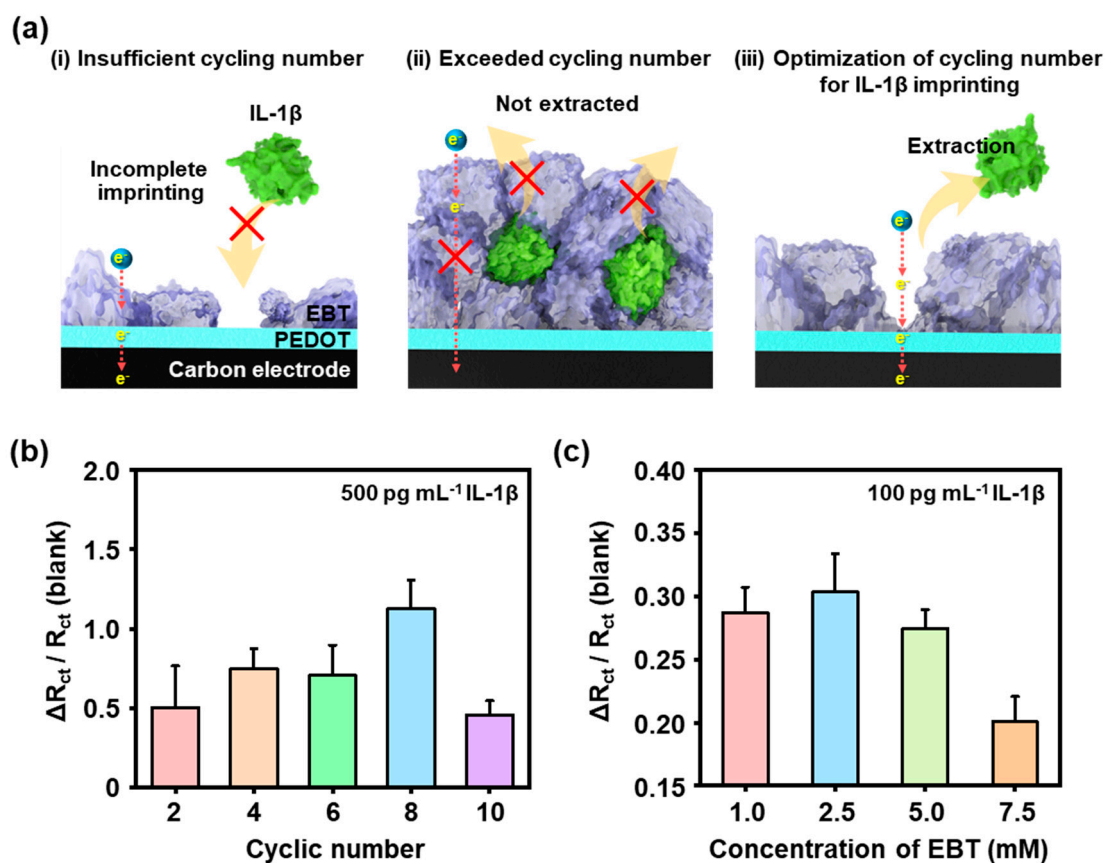 (a)
(i) Insufficient cycling number
IL-1β
Incomplete
imprinting
e⁻
EBT
e⁻
PEDOT
Carbon electrode
e⁻
(ii) Exceeded cycling number
Not extracted
e⁻
e⁻
(iii) Optimization of cycling number
for IL-1β imprinting
Extraction
e⁻
e⁻
e⁻
e⁻
(b)
500 pg mL⁻¹ IL-1β
ΔRct / Rct (blank)
2.0
1.5
1.0
0.5
0
2 4 6 8 10
Cyclic number
(c)
100 pg mL⁻¹ IL-1β
ΔRct / Rct (blank)
0.40
0.35
0.30
0.25
0.20
0.15
1.0 2.5 5.0 7.5
Concentration of EBT (mM)